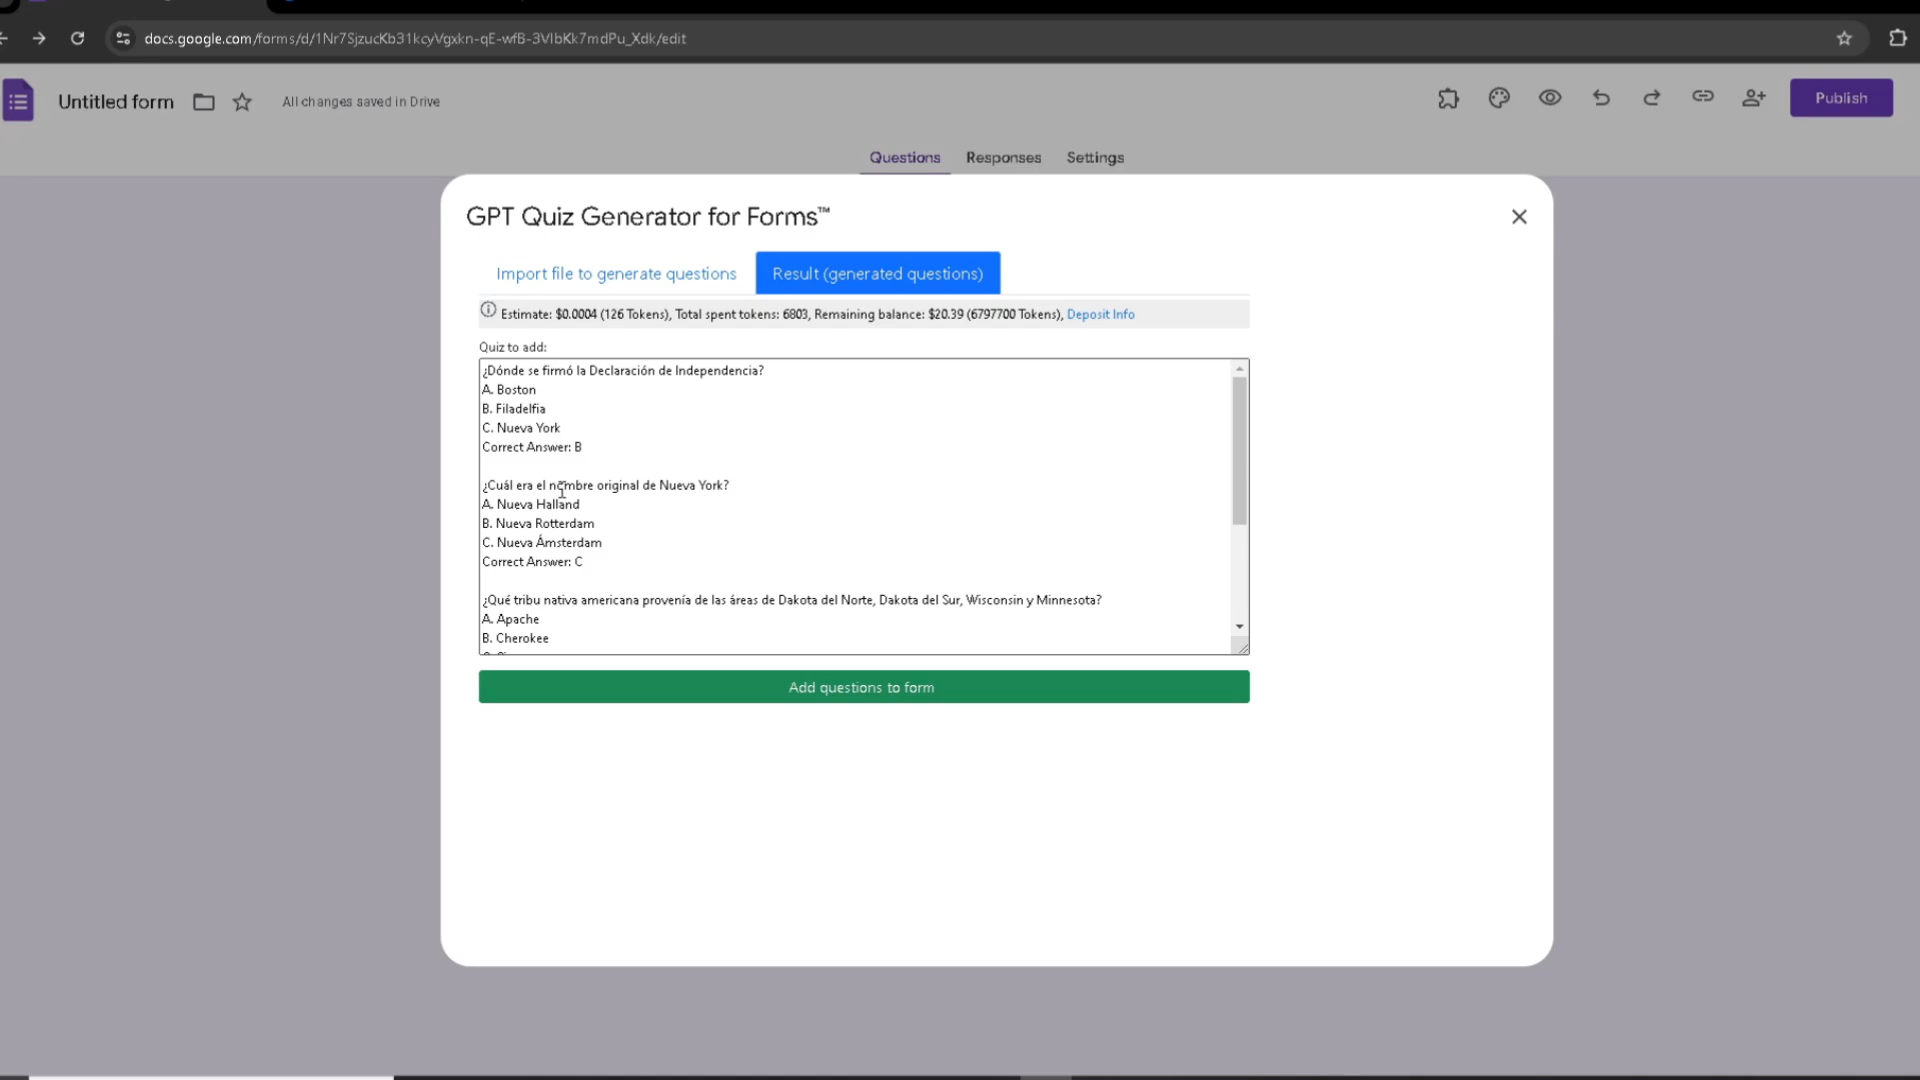 docs.google.com/forms/d/1Nr7SjzucKb31kcyVgxkn-qE-wfB-3VlbKk7mdPu_Xdk/edit
Untitled form
All changes saved in Drive
Publish
Questions Responses Settings
GPT Quiz Generator for Forms™
Import file to generate questions Result (generated questions)
Estimate: $0.0004 (126 Tokens), Total spent tokens: 6803, Remaining balance: $20.39 (6797700 Tokens), Deposit Info
Quiz to add:
¿Dónde se firmó la Declaración de Independencia?
A. Boston
B. Filadelfia
C. Nueva York
Correct Answer: B
¿Cuál era el nombre original de Nueva York?
A. Nueva Halland
B. Nueva Rotterdam
C. Nueva Ámsterdam
Correct Answer: C
¿Qué tribu nativa americana provenía de las áreas de Dakota del Norte, Dakota del Sur, Wisconsin y Minnesota?
A. Apache
B. Cherokee
Add questions to form